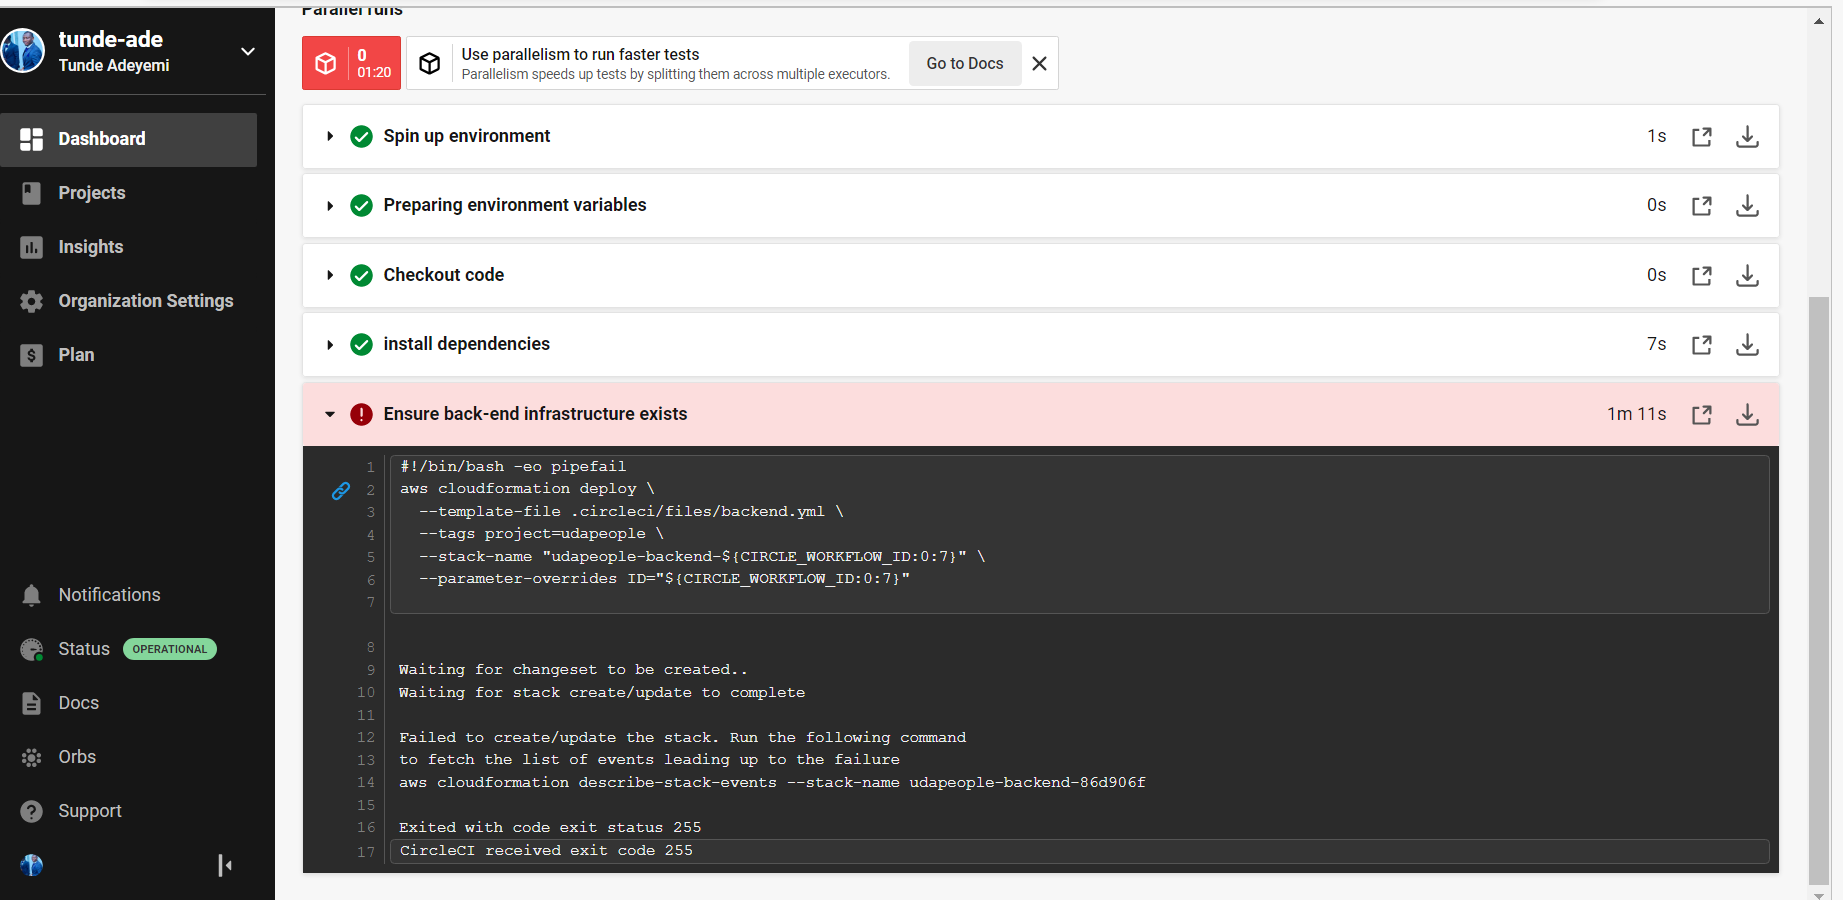 tunde-ade
Tunde Adeyemi
Dashboard
Projects
Insights
Organization Settings
Plan
Notifications
Status OPERATIONAL
Docs
Orbs
Support
Parallel runs
0
01:20
Use parallelism to run faster tests
Parallelism speeds up tests by splitting them across multiple executors.
Go to Docs
Spin up environment 1s
Preparing environment variables 0s
Checkout code 0s
install dependencies 7s
Ensure back-end infrastructure exists 1m 11s
1 #!/bin/bash -eo pipefail
2 aws cloudformation deploy \
3 --template-file .circleci/files/backend.yml \
4 --tags project=udapeople \
5 --stack-name "udapeople-backend-${CIRCLE_WORKFLOW_ID:0:7}" \
6 --parameter-overrides ID="${CIRCLE_WORKFLOW_ID:0:7}"
7
8
9 Waiting for changeset to be created..
10 Waiting for stack create/update to complete
11
12 Failed to create/update the stack. Run the following command
13 to fetch the list of events leading up to the failure
14 aws cloudformation describe-stack-events --stack-name udapeople-backend-86d906f
15
16 Exited with code exit status 255
17 CircleCI received exit code 255